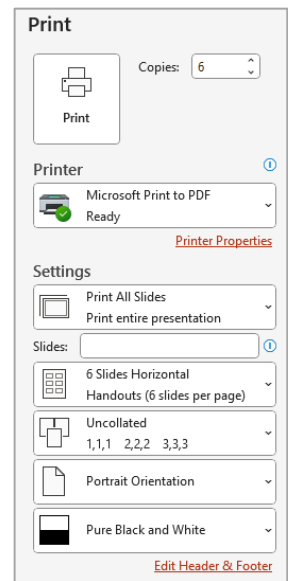 Print
Copies: 6
Print
Printer
Microsoft Print to PDF
Ready
Printer Properties
Settings
Print All Slides
Print entire presentation
Slides:
6 Slides Horizontal
Handouts (6 slides per page)
Uncollated
1,1,1 2,2,2 3,3,3
Portrait Orientation
Pure Black and White
Edit Header & Footer